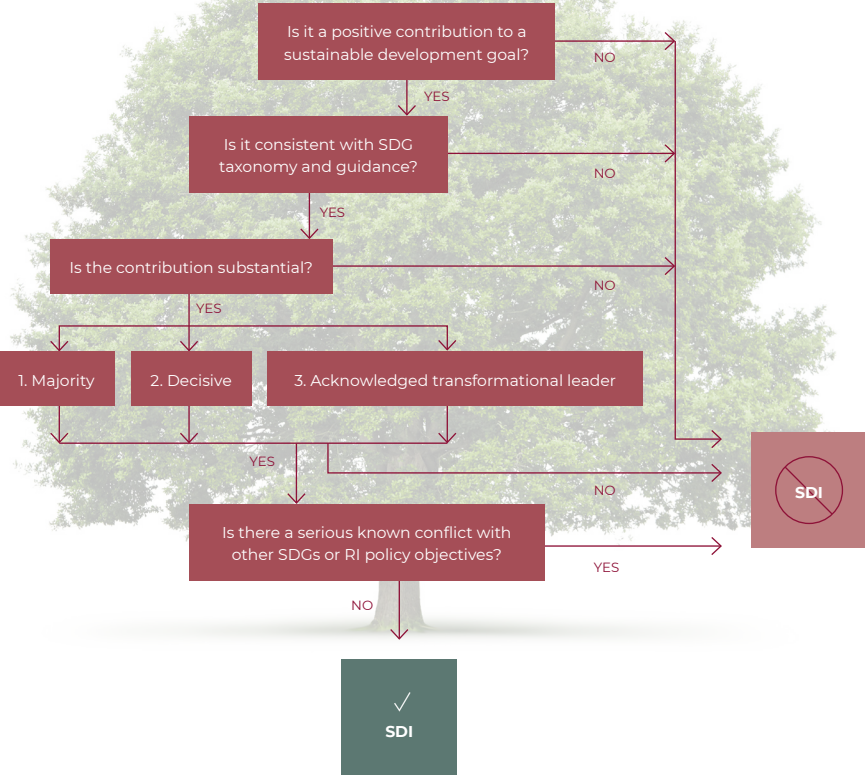 Is it a positive contribution to a
sustainable development goal?
NO
YES
Is it consistent with SDG
taxonomy and guidance?
NO
YES
Is the contribution substantial?
NO
YES
1. Majority
2. Decisive
3. Acknowledged transformational leader
YES
NO
SDI
Is there a serious known conflict with
other SDGs or RI policy objectives?
YES
NO
SDI